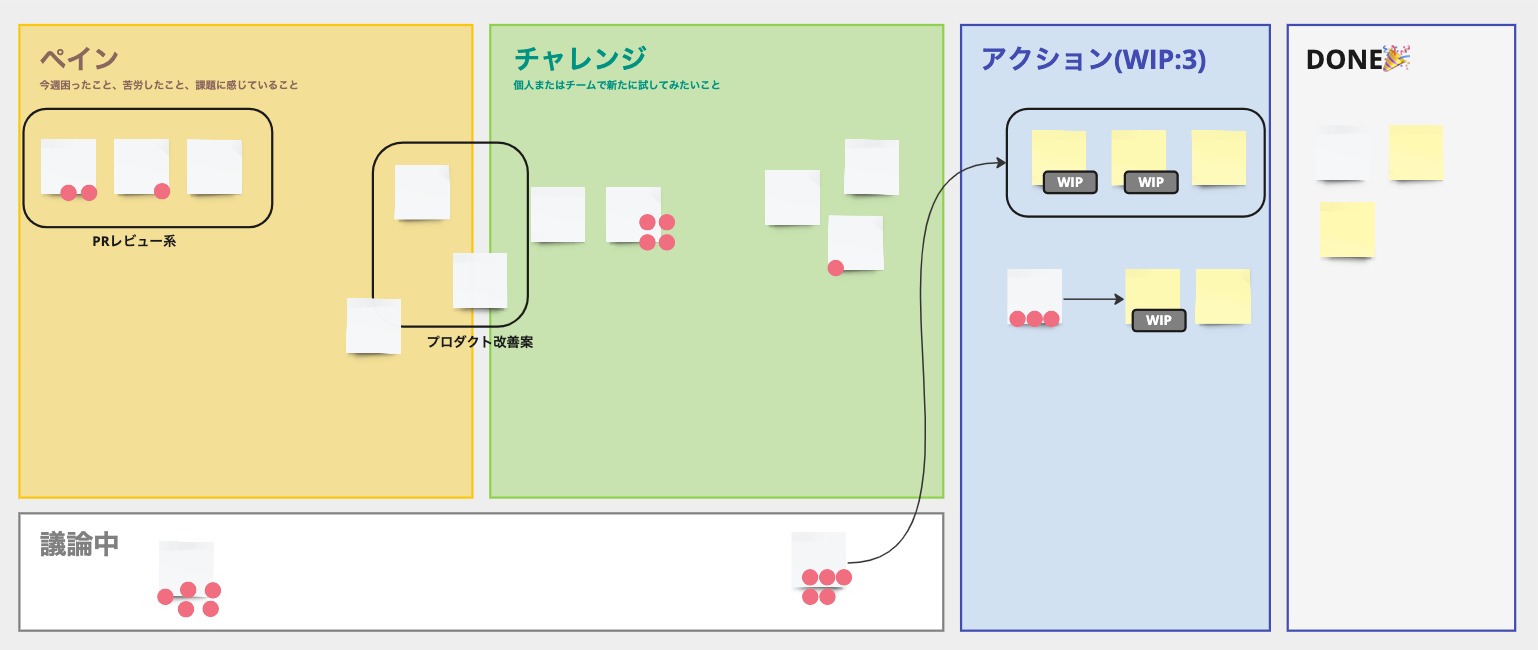 ペイン
今週困ったこと、苦労したこと、課題に感じていること
PRレビュー系
プロダクト改善案
チャレンジ
個人またはチームで新たに試してみたいこと
議論中
アクション(WIP:3)
WIP
WIP
WIP
DONE🎉